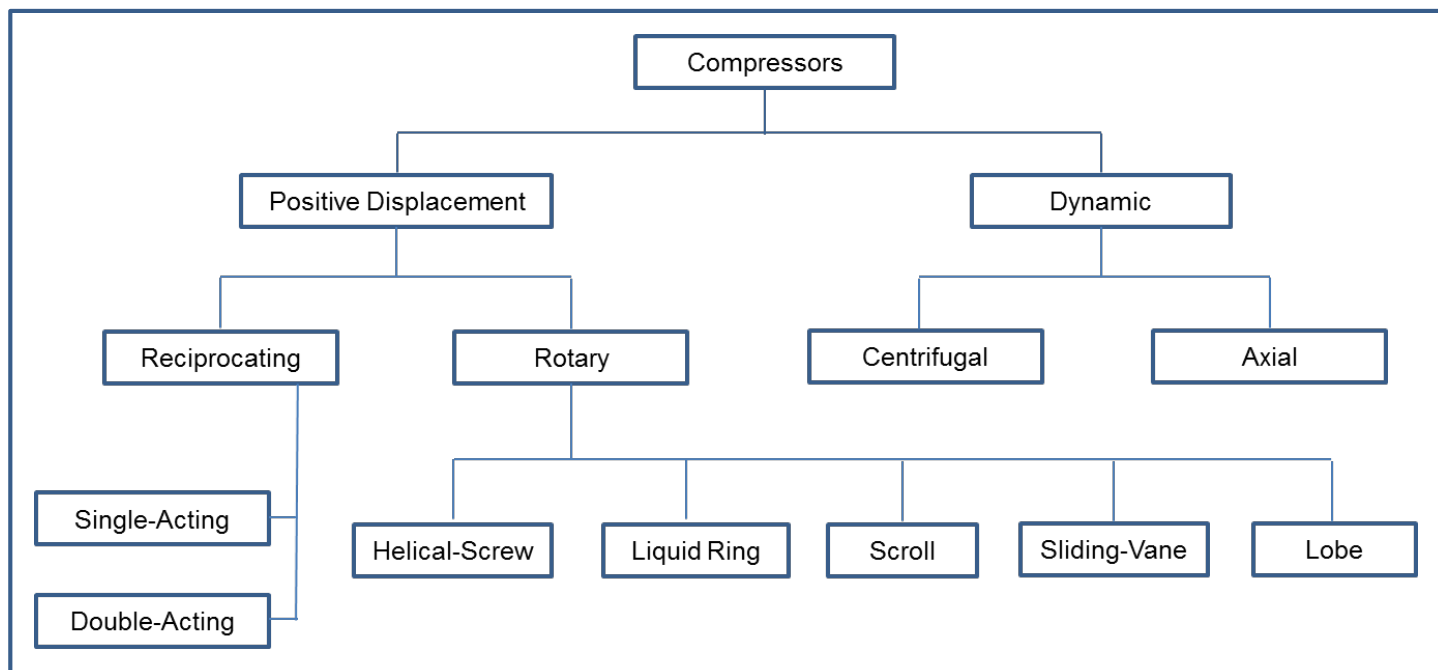 Compressors
Positive Displacement
Dynamic
Reciprocating
Rotary
Centrifugal
Axial
Single-Acting
Helical-Screw
Liquid Ring
Scroll
Sliding-Vane
Lobe
Double-Acting